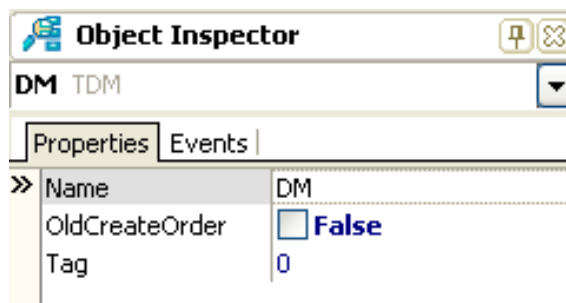 Object Inspector
DM TDM
Properties Events
Name DM
OldCreateOrder False
Tag 0